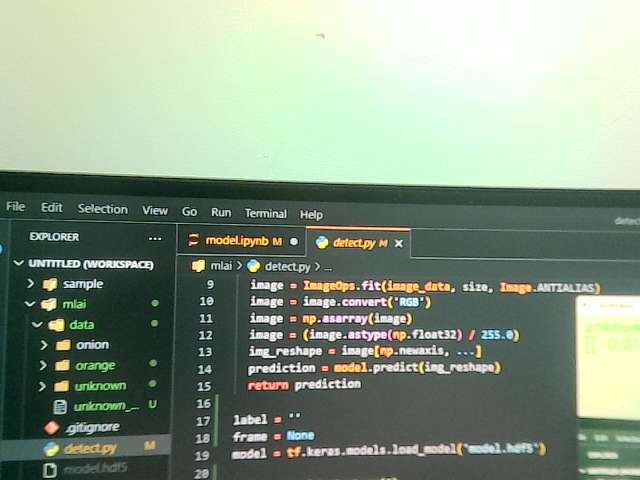 File Edit Selection View Go Run Terminal Help
detec
EXPLORER ...
model.ipynb M
detect.py M
UNTITLED (WORKSPACE)
sample
mlai
data
onion
orange
unknown
unknown_... U
.gitignore
detect.py M
model.hdf5
mlai > detect.py > ...
9 image = ImageOps.fit(image_data, size, Image.ANTIALIAS)
10 image = image.convert('RGB')
11 image = np.asarray(image)
12 image = (image.astype(np.float32) / 255.0)
13 img_reshape = image[np.newaxis, ...]
14 prediction = model.predict(img_reshape)
15 return prediction
16
17 label = ''
18 frame = None
19 model = tf.keras.models.load_model('model.hdf5')
20